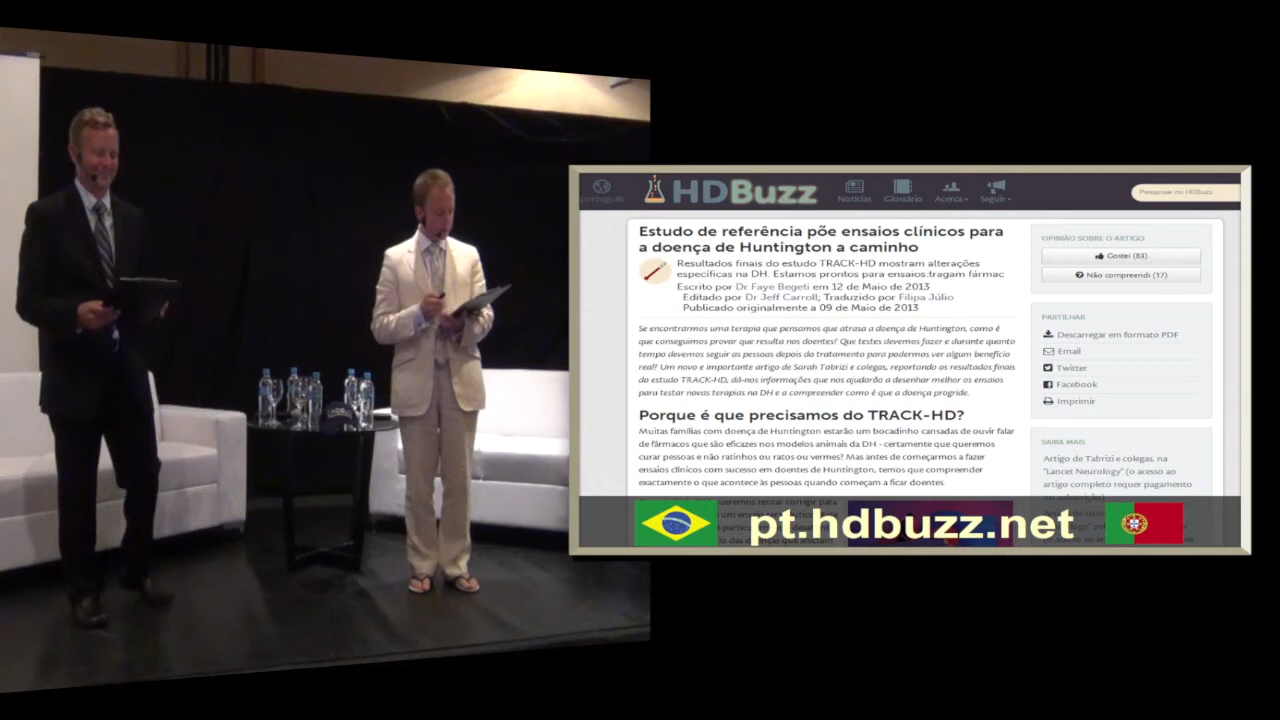 português
HDBuzz
Notícias
Glossário
Acerca
Seguir
Pesquisar no HDBuzz
Estudo de referência põe ensaios clínicos para
a doença de Huntington a caminho
Resultados finais do estudo TRACK-HD mostram alterações
específicas na DH. Estamos prontos para ensaios:tragam fármac
Escrito por Dr Faye Begeti em 12 de Maio de 2013
Editado por Dr Jeff Carroll; Traduzido por Filipa Júlio
Publicado originalmente a 09 de Maio de 2013
Se encontrarmos uma terapia que pensamos que atrasa a doença de Huntington, como é
que conseguimos provar que resulta nos doentes? Que testes devemos fazer e durante quanto
tempo devemos seguir as pessoas depois do tratamento para podermos ver algum benefício
real? Um novo e importante artigo de Sarah Tabrizi e colegas, reportando os resultados finais
do estudo TRACK-HD, dá-nos informações que nos ajudarão a desenhar melhor os ensaios
para testar novas terapias na DH e a compreender como é que a doença progride.
Porque é que precisamos do TRACK-HD?
Muitas famílias com doença de Huntington estarão um bocadinho cansadas de ouvir falar
de fármacos que são eficazes nos modelos animais da DH - certamente que queremos
curar pessoas e não ratinhos ou ratos ou vermes? Mas antes de começarmos a fazer
ensaios clínicos com sucesso em doentes de Huntington, temos que compreender
exactamente o que acontece às pessoas quando começam a ficar doentes.
OPINIÃO SOBRE O ARTIGO
Gostei (83)
Não compreendi (17)
PARTILHAR
Descarregar em formato PDF
Email
Twitter
Facebook
Imprimir
SAIBA MAIS
Artigo de Tabrizi e colegas, na
"Lancet Neurology" (o acesso ao
artigo completo requer pagamento
pt.hdbuzz.net